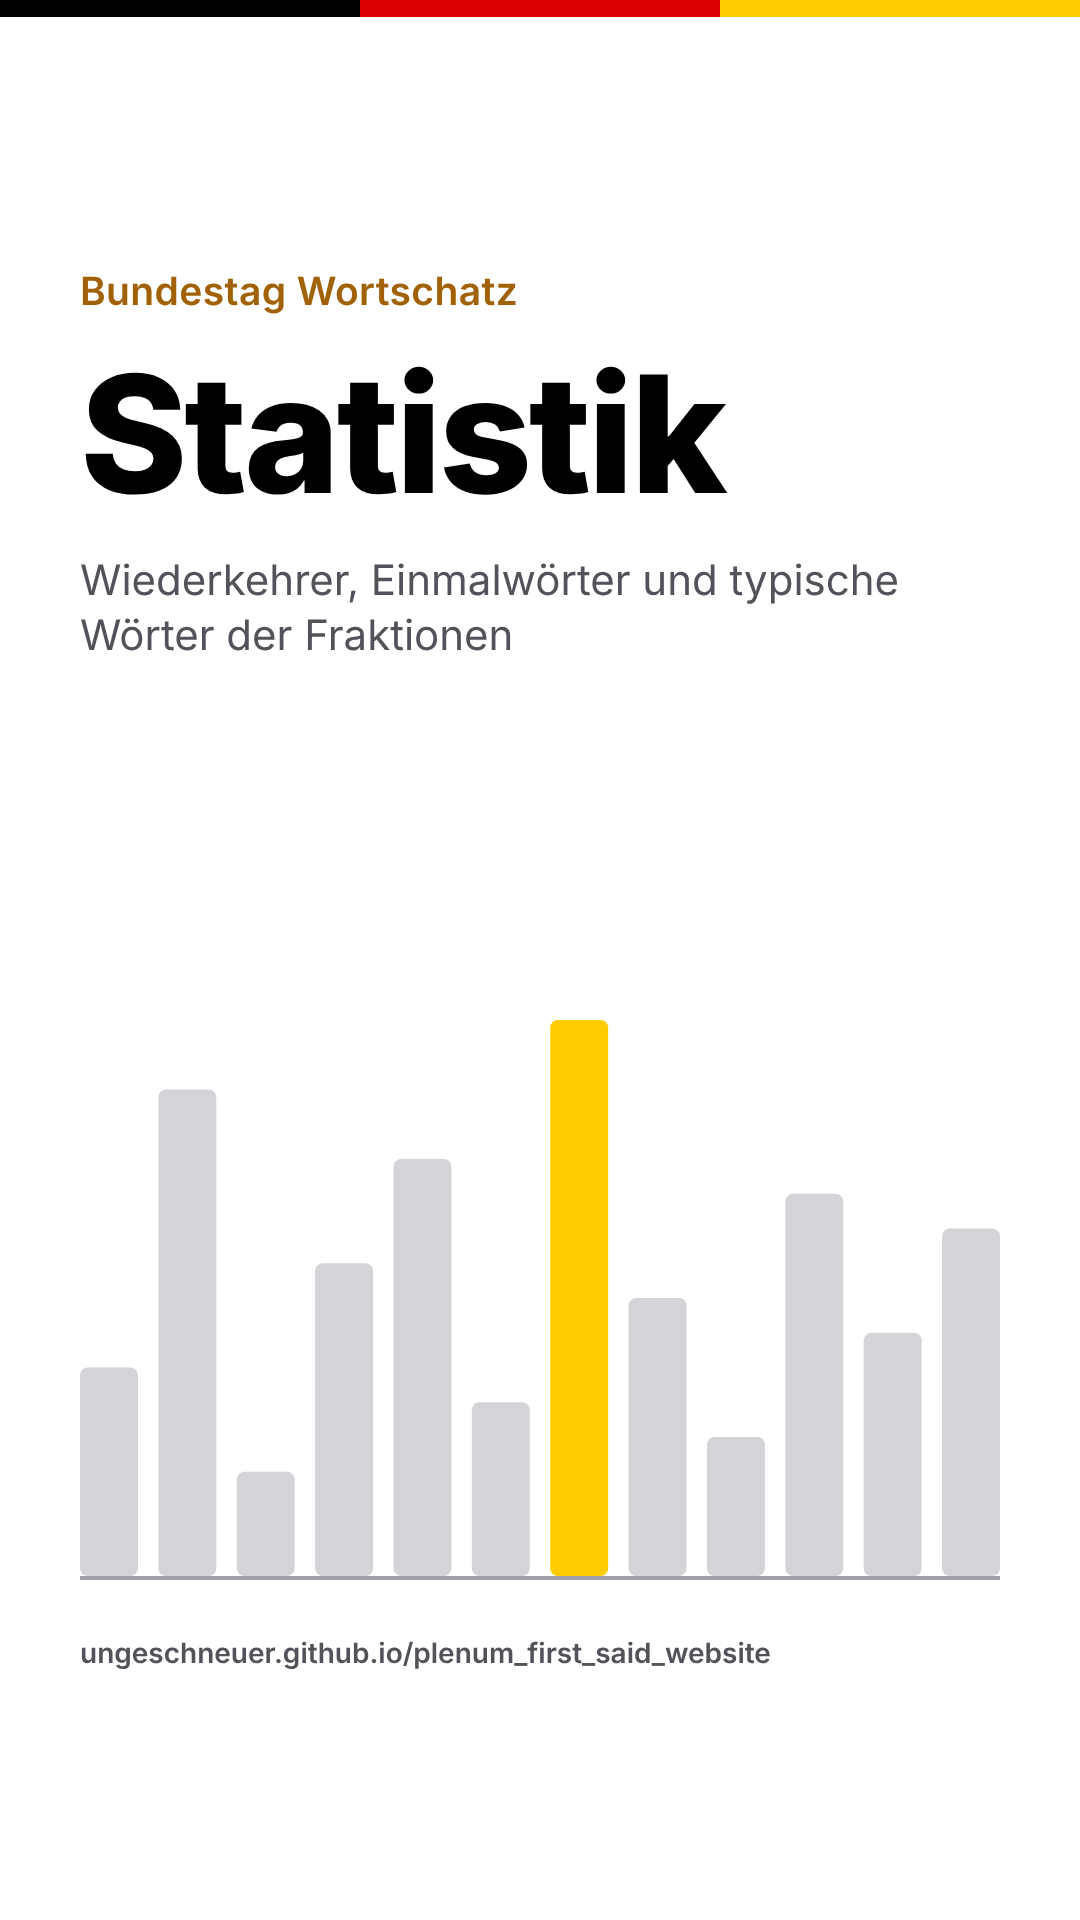 Bundestag Wortschatz
Statistik
Wiederkehrer, Einmalwörter und typische
Wörter der Fraktionen
ungeschneuer.github.io/plenum_first_said_website